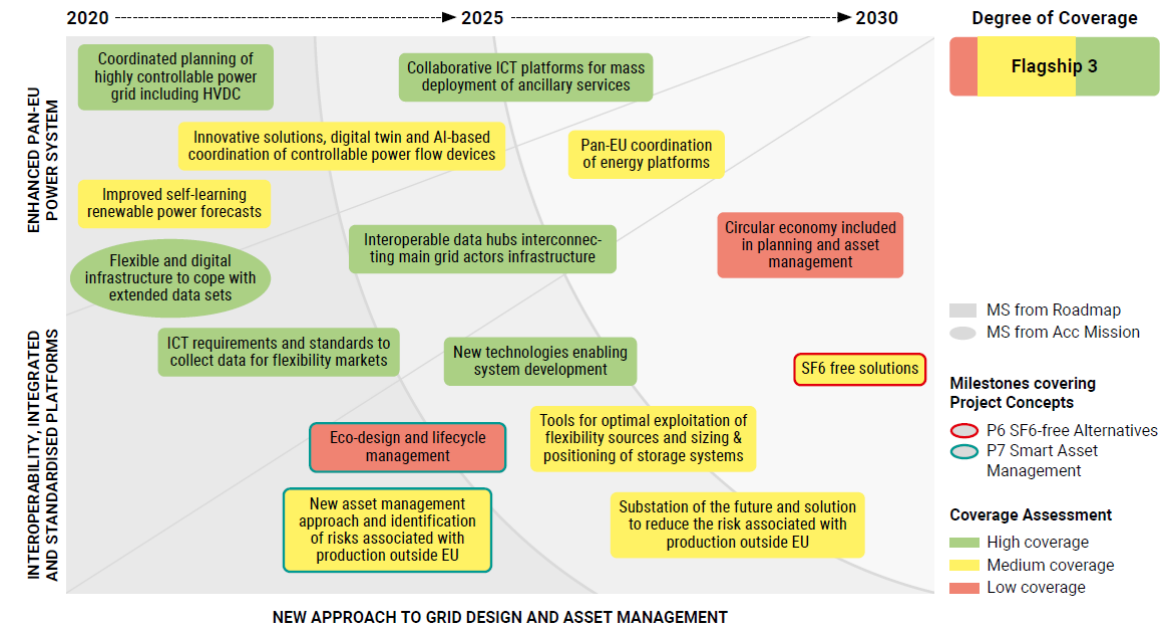 2020
2025
2030
Degree of Coverage
Flagship 3
ENHANCED PAN-EU
POWER SYSTEM
Coordinated planning of
highly controllable power
grid including HVDC
Collaborative ICT platforms for mass
deployment of ancillary services
Innovative solutions, digital twin and AI-based
coordination of controllable power flow devices
Pan-EU coordination
of energy platforms
Improved self-learning
renewable power forecasts
Interoperable data hubs interconnec-
ting main grid actors infrastructure
Circular economy included
in planning and asset
management
Flexible and digital
infrastructure to cope with
extended data sets
INTEROPERABILITY, INTEGRATED
AND STANDARDISED PLATFORMS
ICT requirements and standards to
collect data for flexibility markets
New technologies enabling
system development
SF6 free solutions
Eco-design and lifecycle
management
Tools for optimal exploitation of
flexibility sources and sizing &
positioning of storage systems
New asset management
approach and identification
of risks associated with
production outside EU
Substation of the future and solution
to reduce the risk associated with
production outside EU
NEW APPROACH TO GRID DESIGN AND ASSET MANAGEMENT
MS from Roadmap
MS from Acc Mission
Milestones covering
Project Concepts
P6 SF6-free Alternatives
P7 Smart Asset
Management
Coverage Assessment
High coverage
Medium coverage
Low coverage